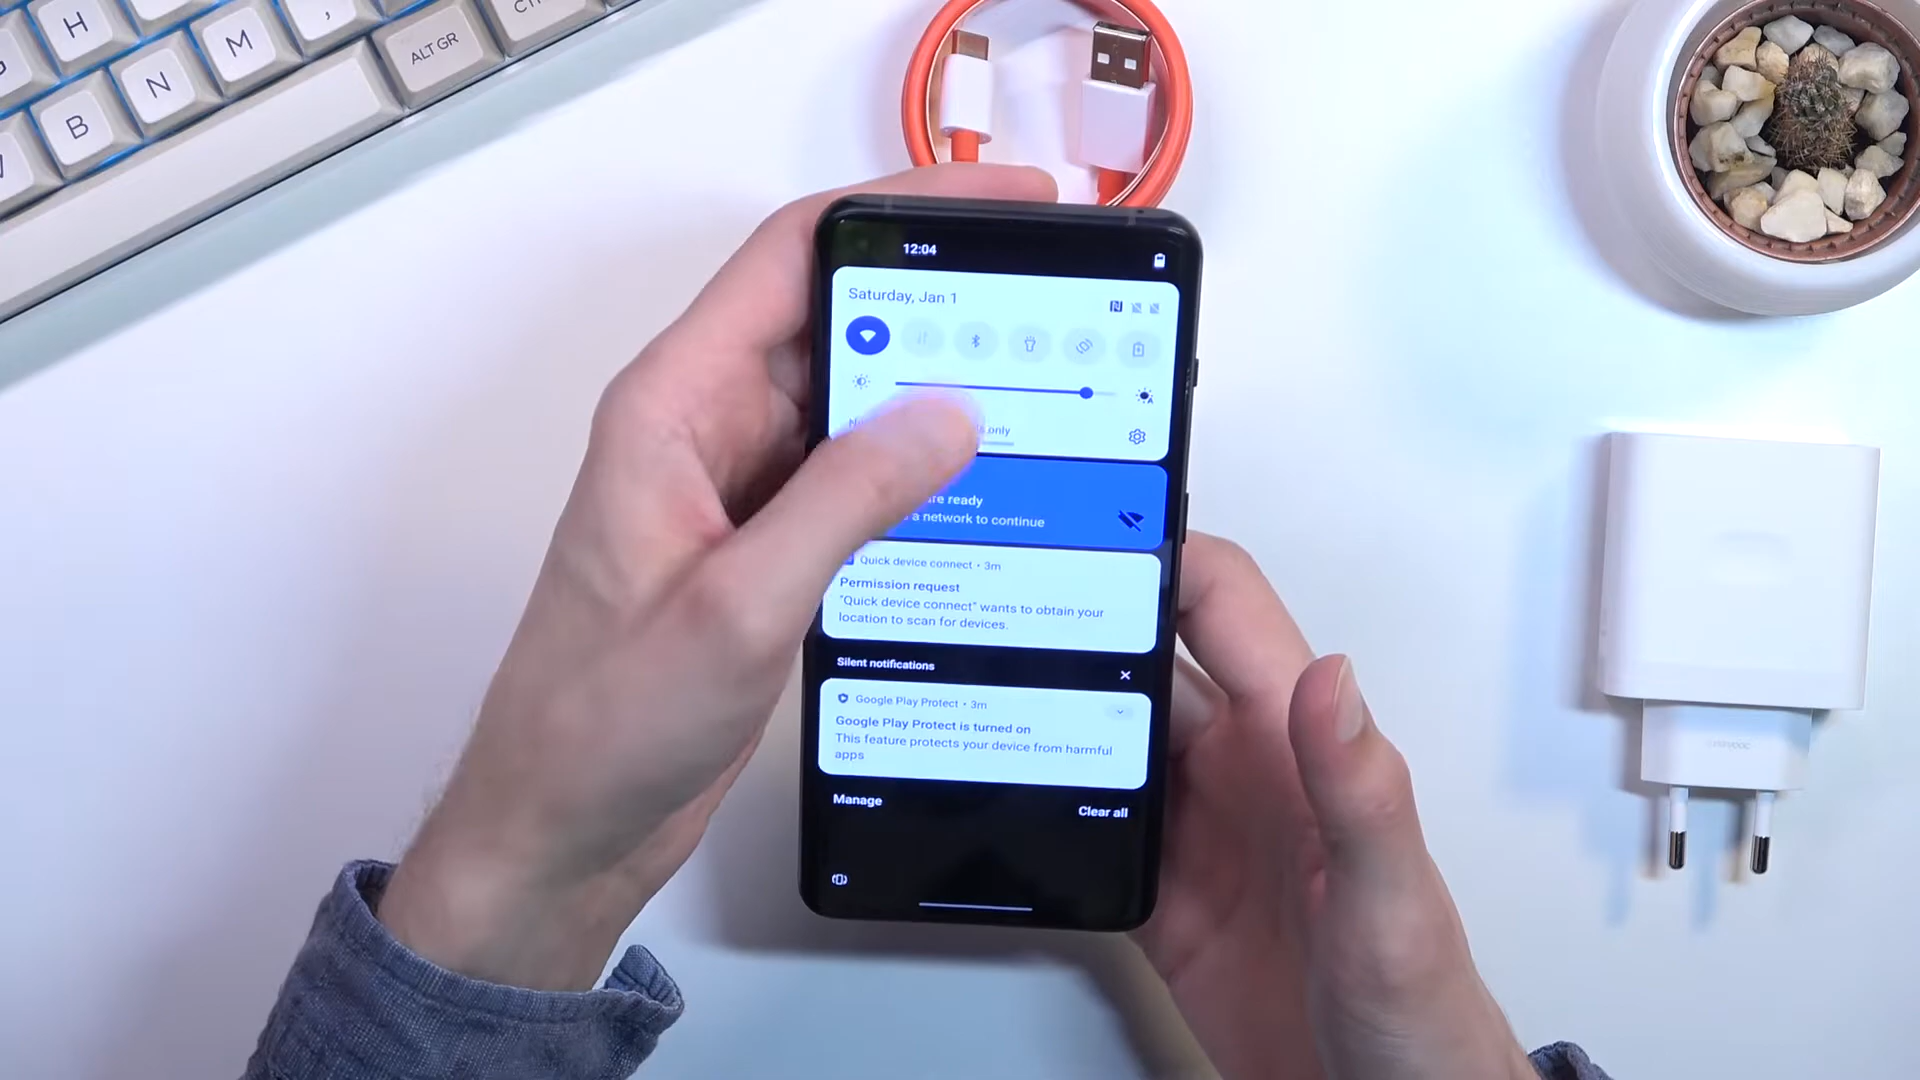 H
M
,
ALT GR
N
B
12:04
Saturday, Jan 1
only
are ready
a network to continue
Quick device connect • 3m
Permission request
"Quick device connect" wants to obtain your
location to scan for devices.
Silent notifications
Google Play Protect • 3m
Google Play Protect is turned on
This feature protects your device from harmful
apps
Manage
Clear all